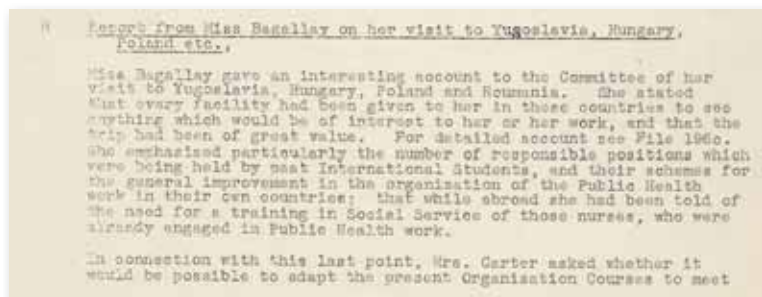 Report from Miss Bagallay on her visit to Yugoslavia, Hungary,
Poland etc.,
Miss Bagallay gave an interesting account to the Committee of her
visit to Yugoslavia, Hungary, Poland and Roumania. She stated
that every facility had been given to her in these countries to see
anything which would be of interest to her or her work, and that the
trip had been of great value. For detailed account see File 196c.
She emphasised particularly the number of responsible positions which
were being held by past International Students, and their schemes for
the general improvement in the organisation of the Public Health
work in their own countries; that while abroad she had been told of
the need for a training in Social Service of those nurses, who were
already engaged in Public Health work.
In connection with this last point, Mrs. Carter asked whether it
would be possible to adapt the present Organisation Courses to meet